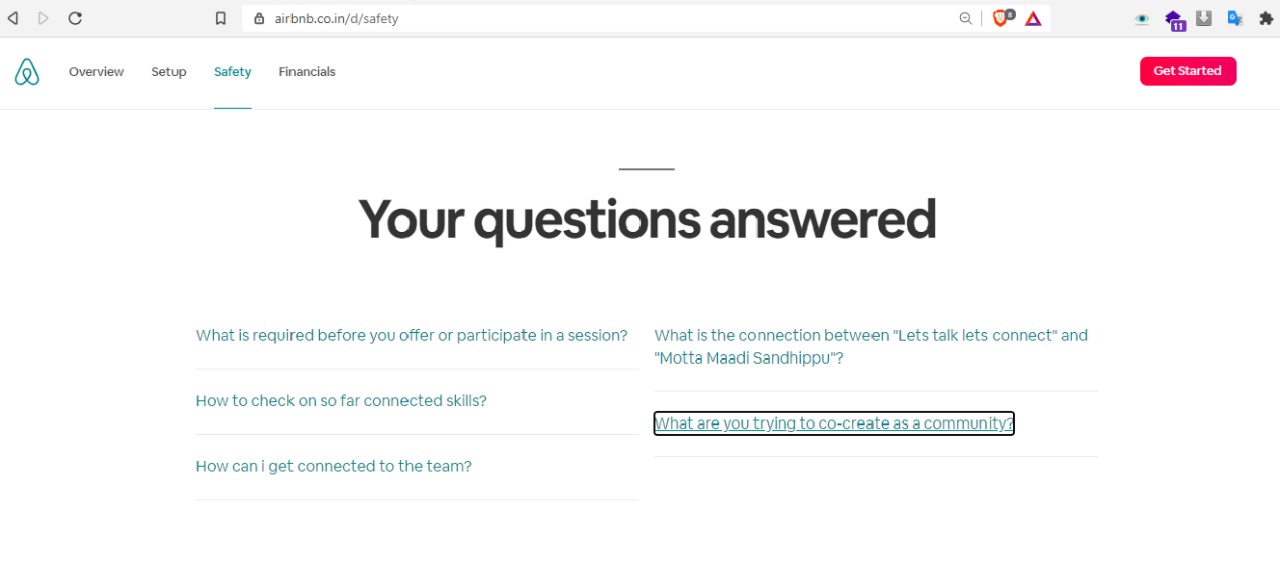 airbnb.co.in/d/safety
8
11
Overview Setup Safety Financials Get Started
Your questions answered
What is required before you offer or participate in a session?
How to check on so far connected skills?
How can i get connected to the team?
What is the connection between "Lets talk lets connect" and
"Motta Maadi Sandhippu"?
What are you trying to co-create as a community?